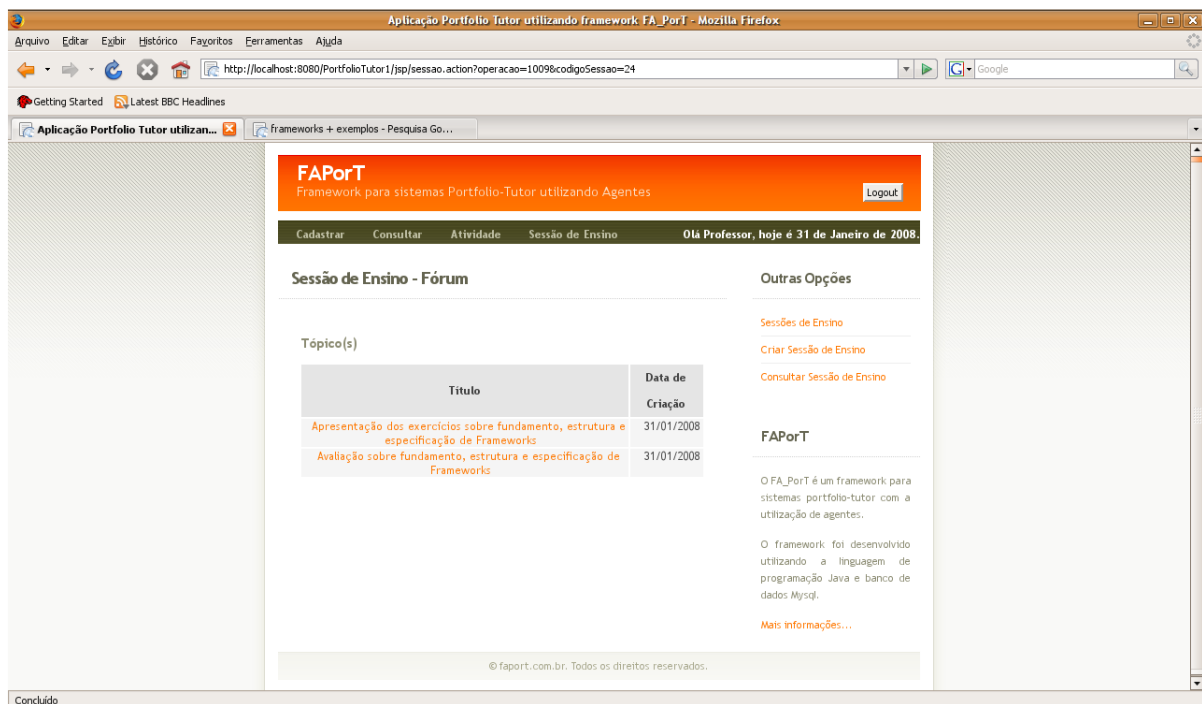 Aplicação Portfolio Tutor utilizando framework FA_PorT - Mozilla Firefox
Arquivo Editar Exibir Histórico Favoritos Ferramentas Ajuda
http://localhost:8080/PortfolioTutor1/jsp/sessao.action?operacao=1009&codigoSessao=24
G Google
Getting Started Latest BBC Headlines
Aplicação Portfolio Tutor utilizan... frameworks + exemplos - Pesquisa Go...
FAPorT
Framework para sistemas Portfolio-Tutor utilizando Agentes
Logout
Cadastrar Consultar Atividade Sessão de Ensino Olá Professor, hoje é 31 de Janeiro de 2008.
Sessão de Ensino - Fórum
Tópico(s)
Título
Data de
Criação
Apresentação dos exercícios sobre fundamento, estrutura e
especificação de Frameworks
31/01/2008
Avaliação sobre fundamento, estrutura e especificação de
Frameworks
31/01/2008
Outras Opções
Sessões de Ensino
Criar Sessão de Ensino
Consultar Sessão de Ensino
FAPorT
O FA_PorT é um framework para
sistemas portfolio-tutor com a
utilização de agentes.
O framework foi desenvolvido
utilizando a linguagem de
programação Java e banco de
dados Mysql.
Mais informações...
© faport.com.br. Todos os direitos reservados.
Concluído